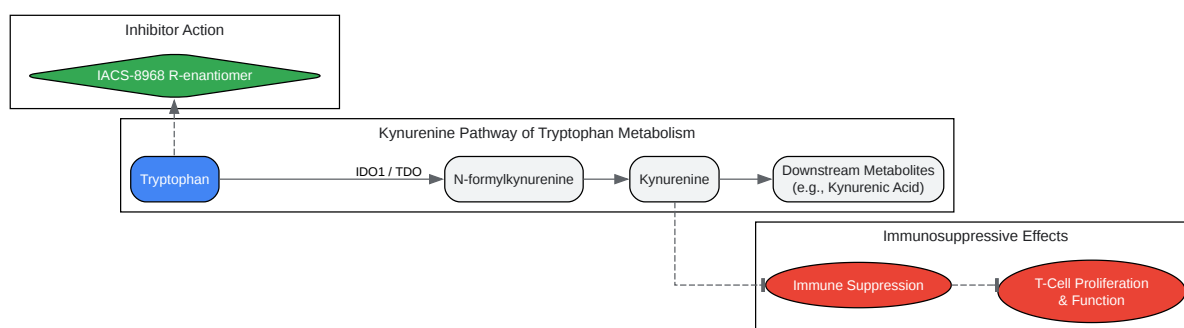 Inhibitor Action
IACS-8968 R-enantiomer
Kynurenine Pathway of Tryptophan Metabolism
Tryptophan
IDO1 / TDO
N-formylkynurenine
Kynurenine
Downstream Metabolites
(e.g., Kynurenic Acid)
Immunosuppressive Effects
Immune Suppression
T-Cell Proliferation
& Function